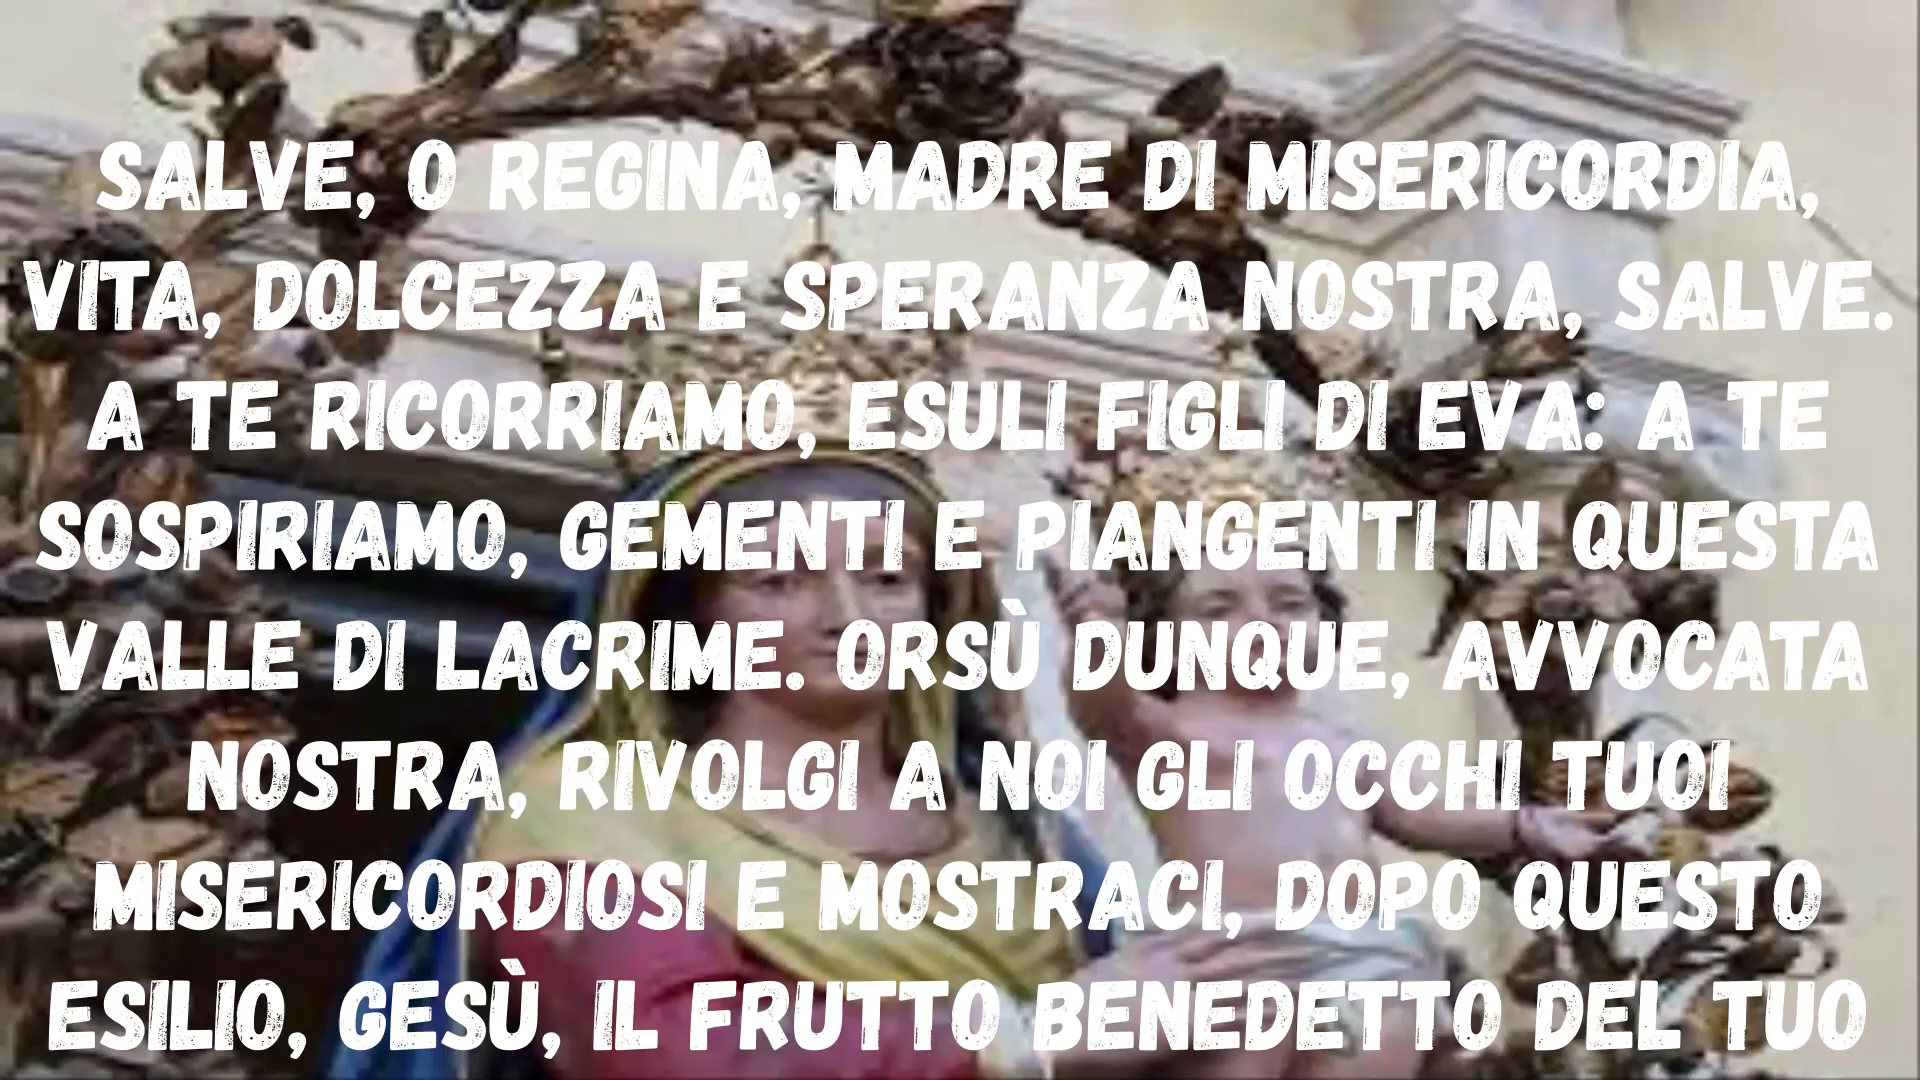 SALVE, O REGINA, MADRE DI MISERICORDIA,
VITA, DOLCEZZA E SPERANZA NOSTRA, SALVE.
A TE RICORRIAMO, ESULI FIGLI DI EVA: A TE
SOSPIRIAMO, GEMENTI E PIANGENTI IN QUESTA
VALLE DI LACRIME. ORSÙ DUNQUE, AVVOCATA
NOSTRA, RIVOLGI A NOI GLI OCCHI TUOI
MISERICORDIOSI E MOSTRACI, DOPO QUESTO
ESILIO, GESÙ, IL FRUTTO BENEDETTO DEL TUO